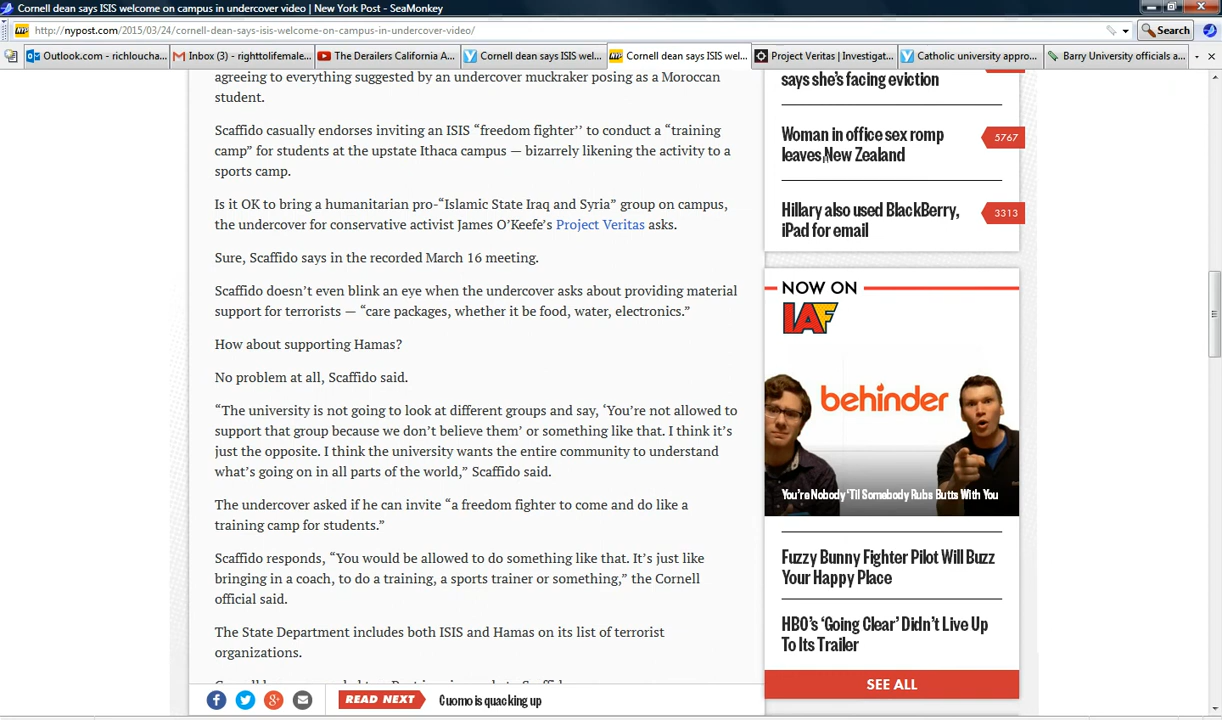 Cornell dean says ISIS welcome on campus in undercover video | New York Post - SeaMonkey
http://nypost.com/2015/03/24/cornell-dean-says-isis-welcome-on-campus-in-undercover-video/
Search
Outlook.com - richloucha...
Inbox (3) - righttolifemale...
The Derailers California A...
Cornell dean says ISIS wel...
Cornell dean says ISIS wel...
Project Veritas | Investigat...
Catholic university appro...
Barry University officials a...
agreeing to everything suggested by an undercover muckraker posing as a Moroccan
student.
Scaffido casually endorses inviting an ISIS “freedom fighter’’ to conduct a “training
camp” for students at the upstate Ithaca campus — bizarrely likening the activity to a
sports camp.
Is it OK to bring a humanitarian pro-“Islamic State Iraq and Syria” group on campus,
the undercover for conservative activist James O’Keefe’s Project Veritas asks.
Sure, Scaffido says in the recorded March 16 meeting.
Scaffido doesn’t even blink an eye when the undercover asks about providing material
support for terrorists — “care packages, whether it be food, water, electronics.”
How about supporting Hamas?
No problem at all, Scaffido said.
“The university is not going to look at different groups and say, ‘You’re not allowed to
support that group because we don’t believe them’ or something like that. I think it’s
just the opposite. I think the university wants the entire community to understand
what’s going on in all parts of the world,” Scaffido said.
The undercover asked if he can invite “a freedom fighter to come and do like a
training camp for students.”
Scaffido responds, “You would be allowed to do something like that. It’s just like
bringing in a coach, to do a training, a sports trainer or something,” the Cornell
official said.
The State Department includes both ISIS and Hamas on its list of terrorist
organizations.
READ NEXT
Cuomo is quacking up
says she’s facing eviction
Woman in office sex romp
leaves New Zealand
5767
Hillary also used BlackBerry,
iPad for email
3313
NOW ON
IAF
behinder
You’re Nobody ‘Til Somebody Rubs Butts With You
Fuzzy Bunny Fighter Pilot Will Buzz
Your Happy Place
HBO’s ‘Going Clear’ Didn’t Live Up
To Its Trailer
SEE ALL